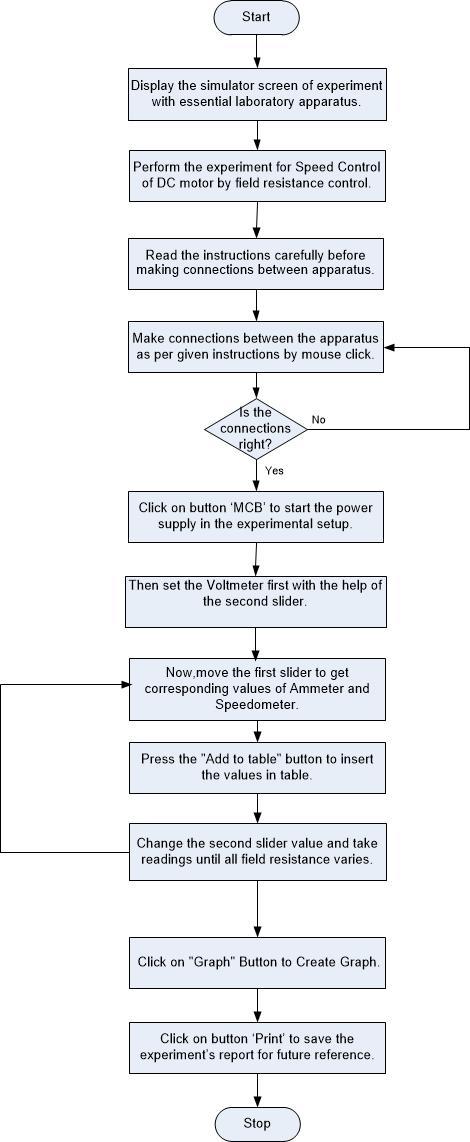 Start
Display the simulator screen of experiment
with essential laboratory apparatus.
Perform the experiment for Speed Control
of DC motor by field resistance control.
Read the instructions carefully before
making connections between apparatus.
Make connections between the apparatus
as per given instructions by mouse click.
Is the
connections
right?
No
Yes
Click on button ‘MCB’ to start the power
supply in the experimental setup.
Then set the Voltmeter first with the help of
the second slider.
Now,move the first slider to get
corresponding values of Ammeter and
Speedometer.
Press the "Add to table" button to insert
the values in table.
Change the second slider value and take
readings until all field resistance varies.
Click on "Graph" Button to Create Graph.
Click on button ‘Print’ to save the
experiment’s report for future reference.
Stop